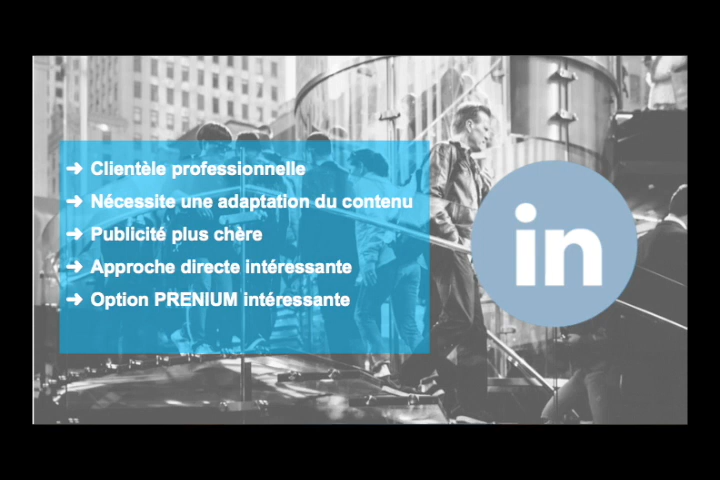 ➜ Clientèle professionnelle
➜ Nécessite une adaptation du contenu
➜ Publicité plus chère
➜ Approche directe intéressante
➜ Option PRENIUM intéressante
in